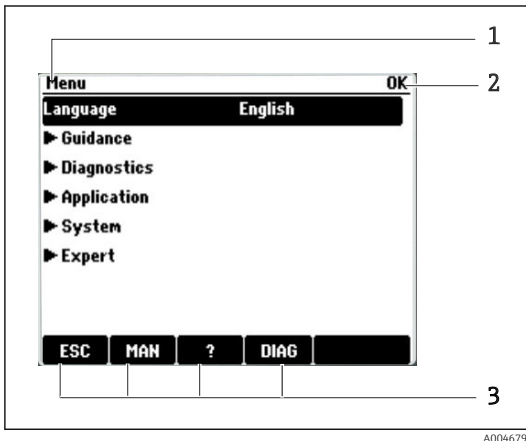 1
Menu OK 2
Language English
Guidance
Diagnostics
Application
System
Expert
ESC MAN ? DIAG
3
A004679